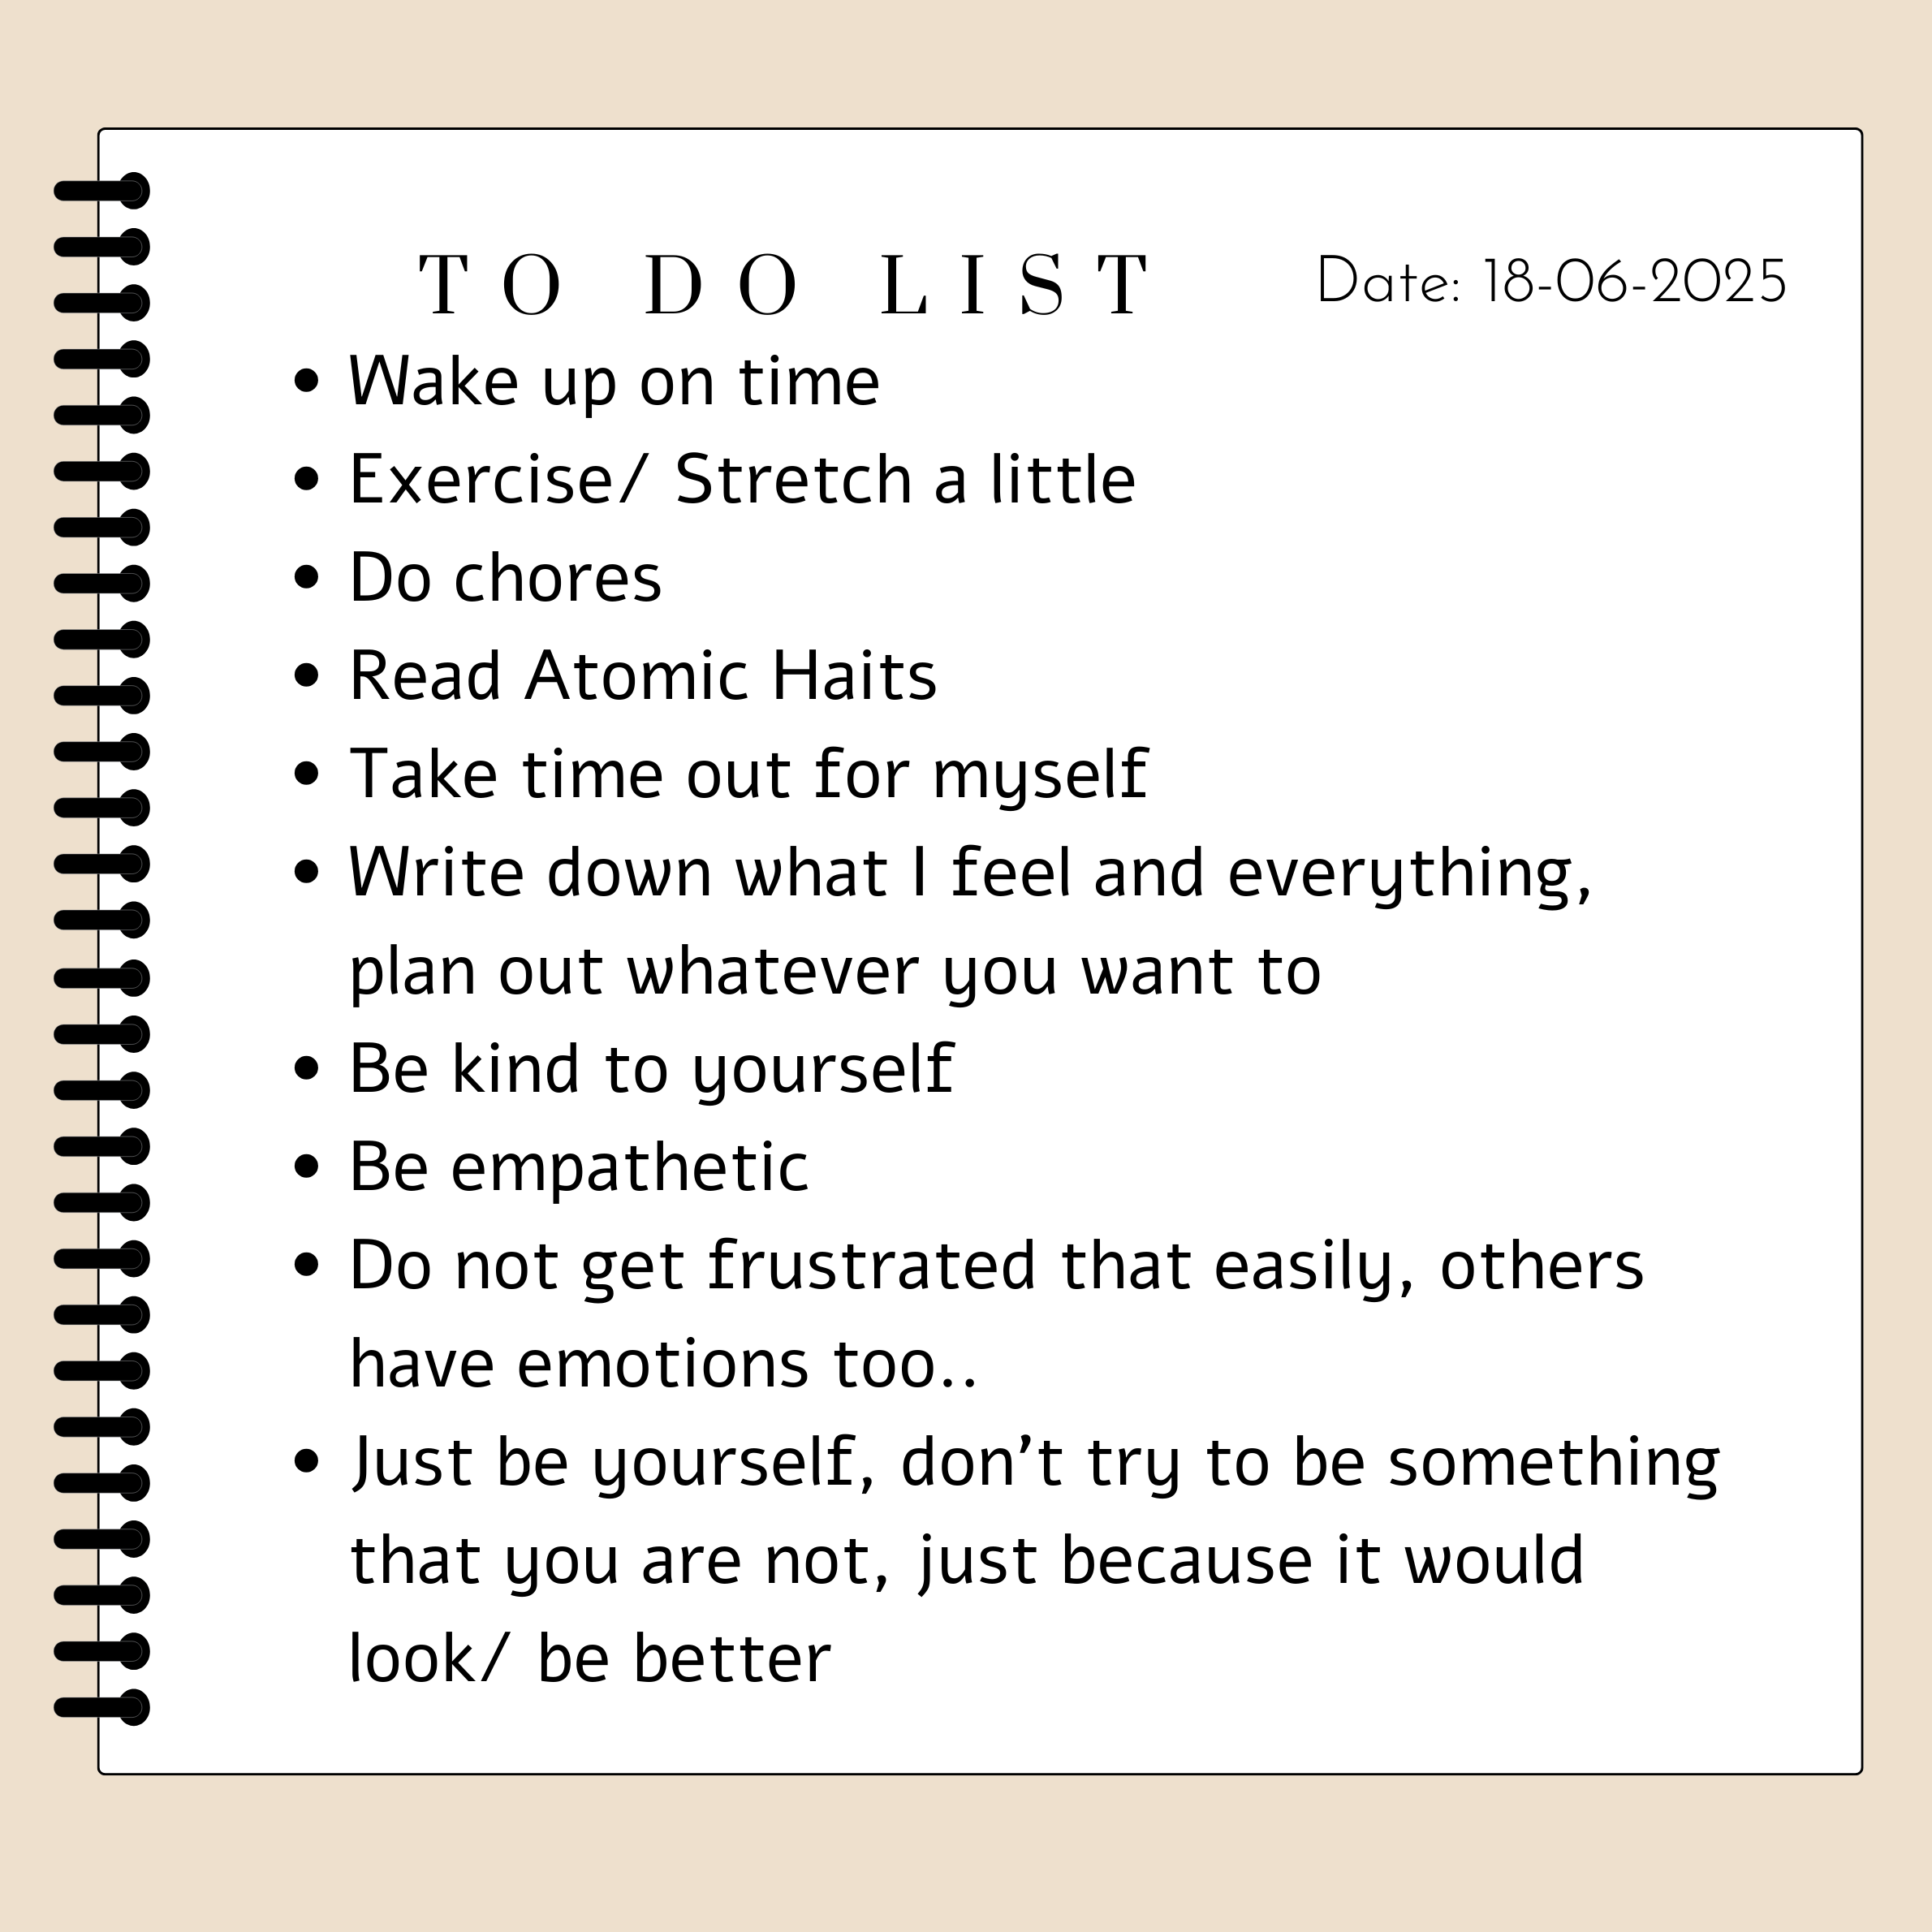 TO DO LIST Date: 18-06-2025
• Wake up on time
• Exercise/ Stretch a little
• Do chores
• Read Atomic Haits
• Take time out for myself
• Write down what I feel and everything,
plan out whatever you want to
• Be kind to yourself
• Be empathetic
• Do not get frustrated that easily, others
have emotions too..
• Just be yourself, don’t try to be something
that you are not, just because it would
look/ be better